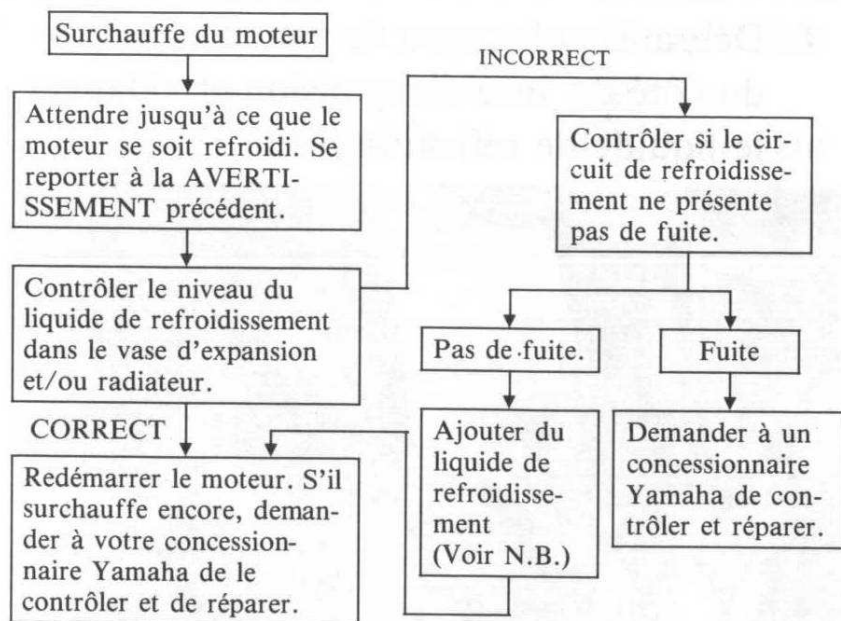 Surchauffe du moteur
Attendre jusqu'à ce que le
moteur se soit refroidi. Se
reporter à la AVERTI-
SSEMENT précédent.
Contrôler le niveau du
liquide de refroidissement
dans le vase d'expansion
et/ou radiateur.
CORRECT
Redémarrer le moteur. S'il
surchauffe encore, deman-
der à votre concession-
naire Yamaha de le
contrôler et de réparer.
INCORRECT
Contrôler si le cir-
cuit de refroidisse-
ment ne présente
pas de fuite.
Pas de fuite.
Ajouter du
liquide de
refroidisse-
ment
(Voir N.B.)
Fuite
Demander à un
concessionnaire
Yamaha de con-
trôler et réparer.